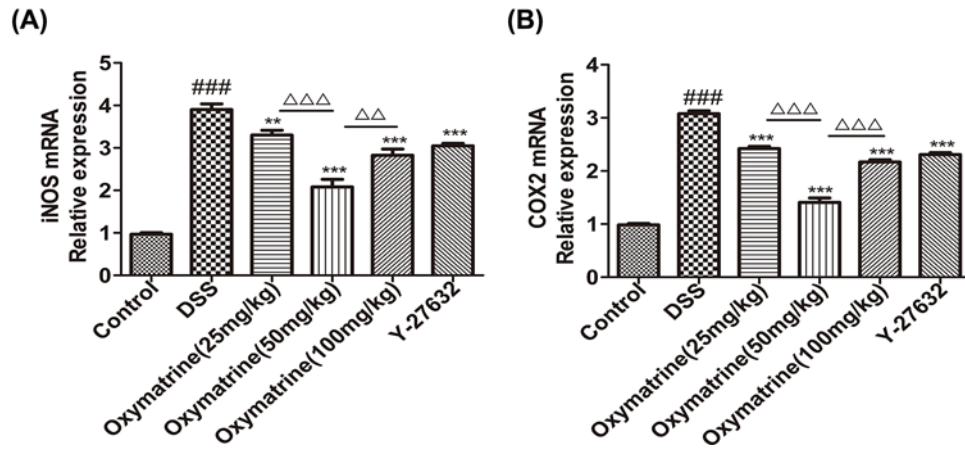 (A)
iNOS mRNA
Relative expression
5
4
3
2
1
0
###
**
△△△
***
△△
***
***
Control
DSS
Oxymatrine(25mg/kg)
Oxymatrine(50mg/kg)
Oxymatrine(100mg/kg)
Y-27632
(B)
COX2 mRNA
Relative expression
4
3
2
1
0
###
***
△△△
***
△△△
***
***
Control
DSS
Oxymatrine(25mg/kg)
Oxymatrine(50mg/kg)
Oxymatrine(100mg/kg)
Y-27632